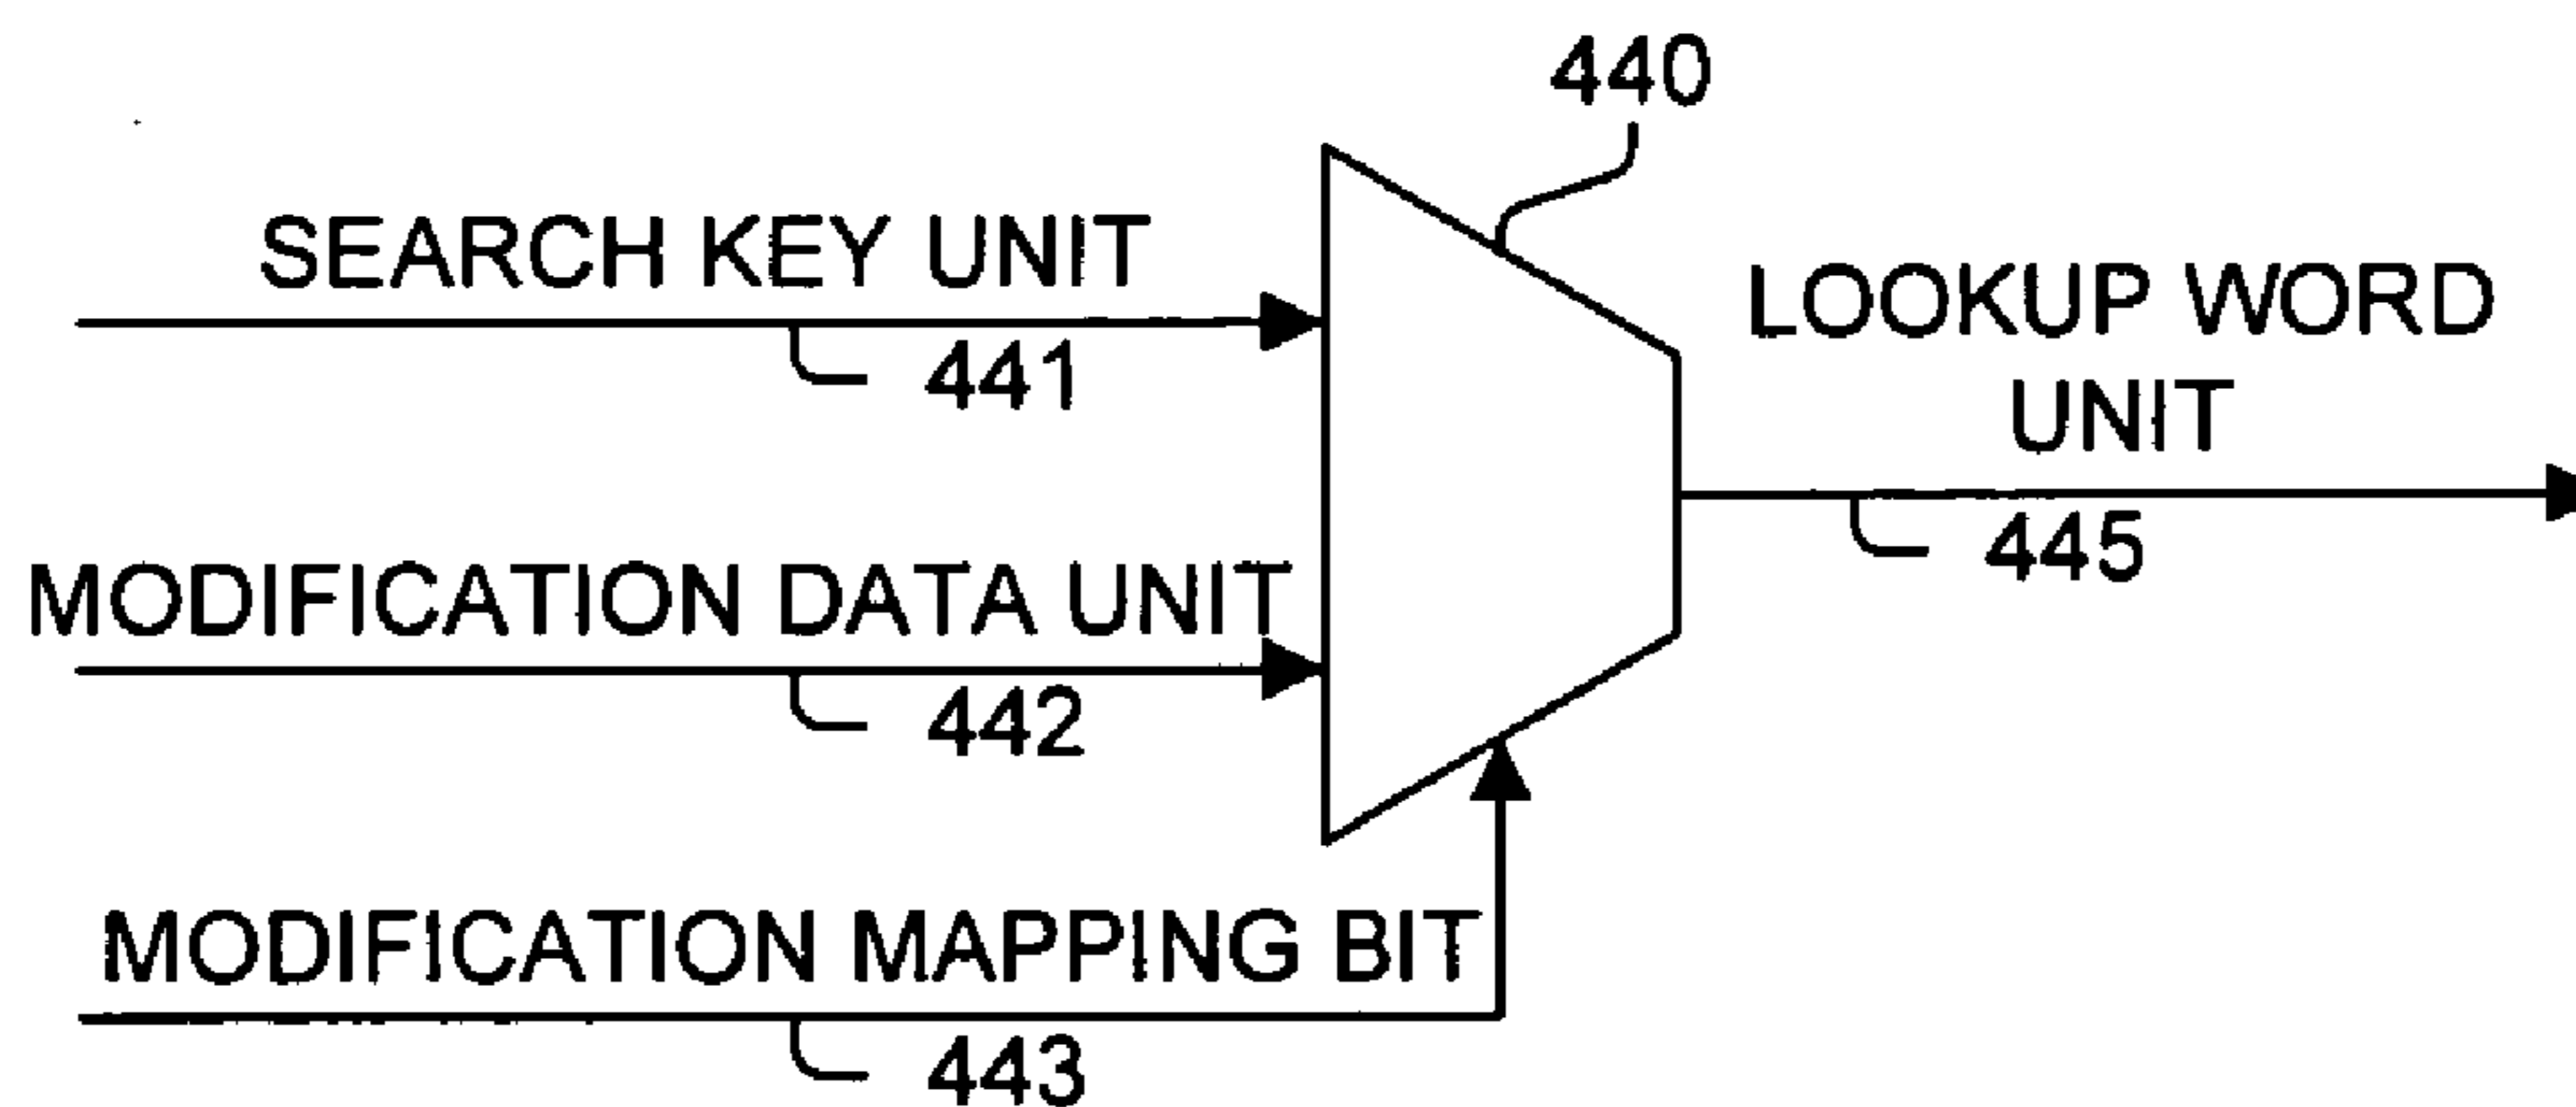 440
SEARCH KEY UNIT
441
LOOKUP WORD
UNIT
445
MODIFICATION DATA UNIT
442
MODIFICATION MAPPING BIT
443